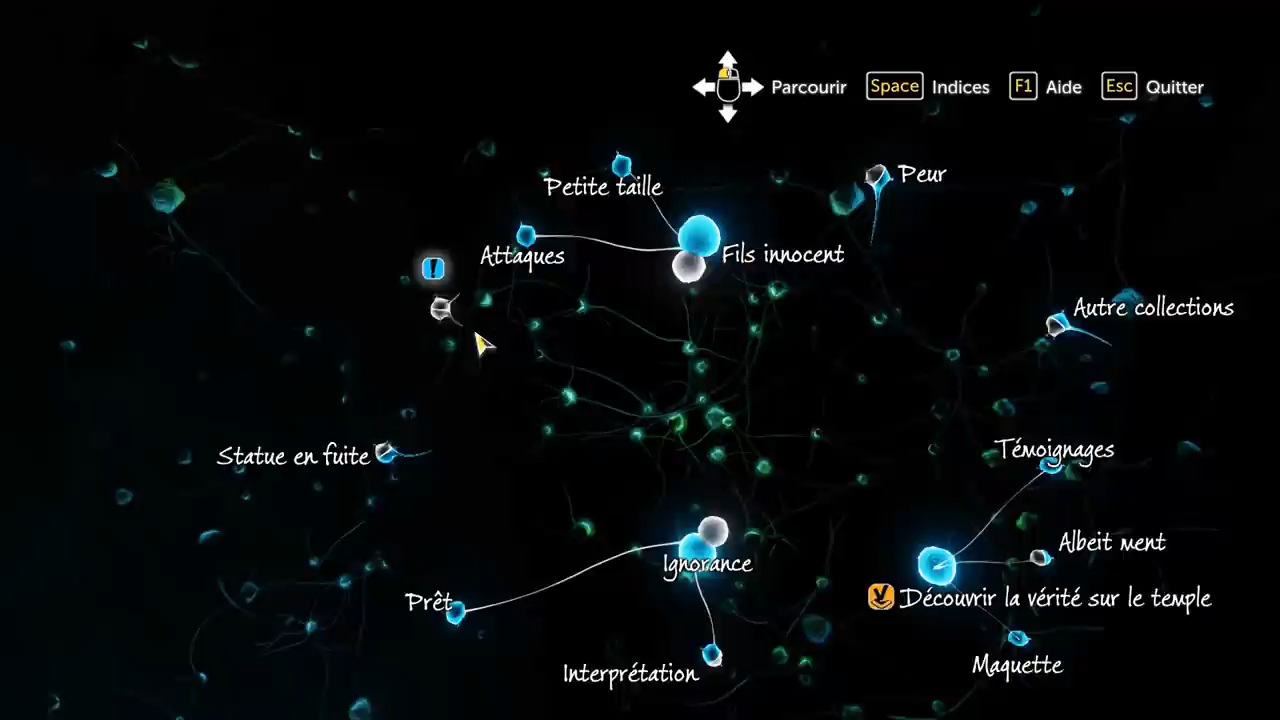 Parcourir Space Indices F1 Aide Esc Quitter
Petite taille
Peur
Attaques
Fils innocent
!
Autre collections
Statue en fuite
Témoignages
Albeit ment
Ignorance
Prêt
Découvrir la vérité sur le temple
Interprétation
Maquette